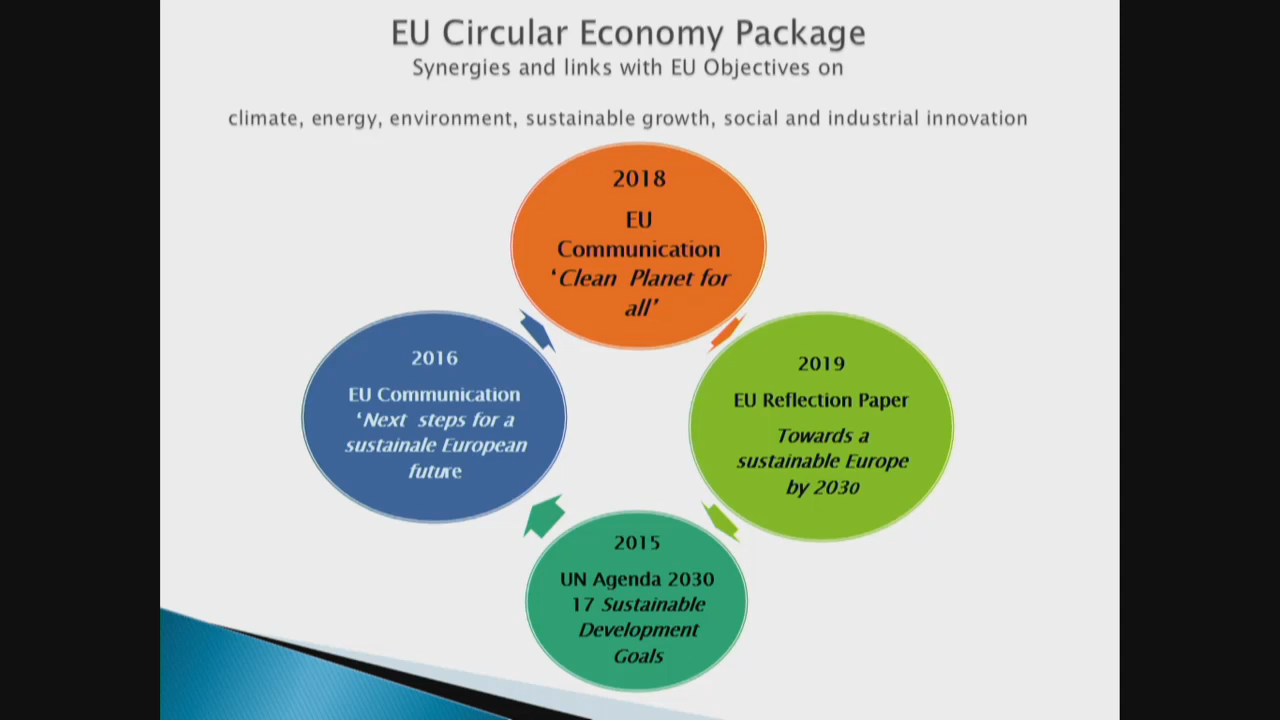 EU Circular Economy Package
Synergies and links with EU Objectives on
climate, energy, environment, sustainable growth, social and industrial innovation
2018
EU
Communication
‘Clean Planet for
all’
2016
EU Communication
‘Next steps for a
sustainale European
future
2019
EU Reflection Paper
Towards a
sustainable Europe
by 2030
2015
UN Agenda 2030
17 Sustainable
Development
Goals